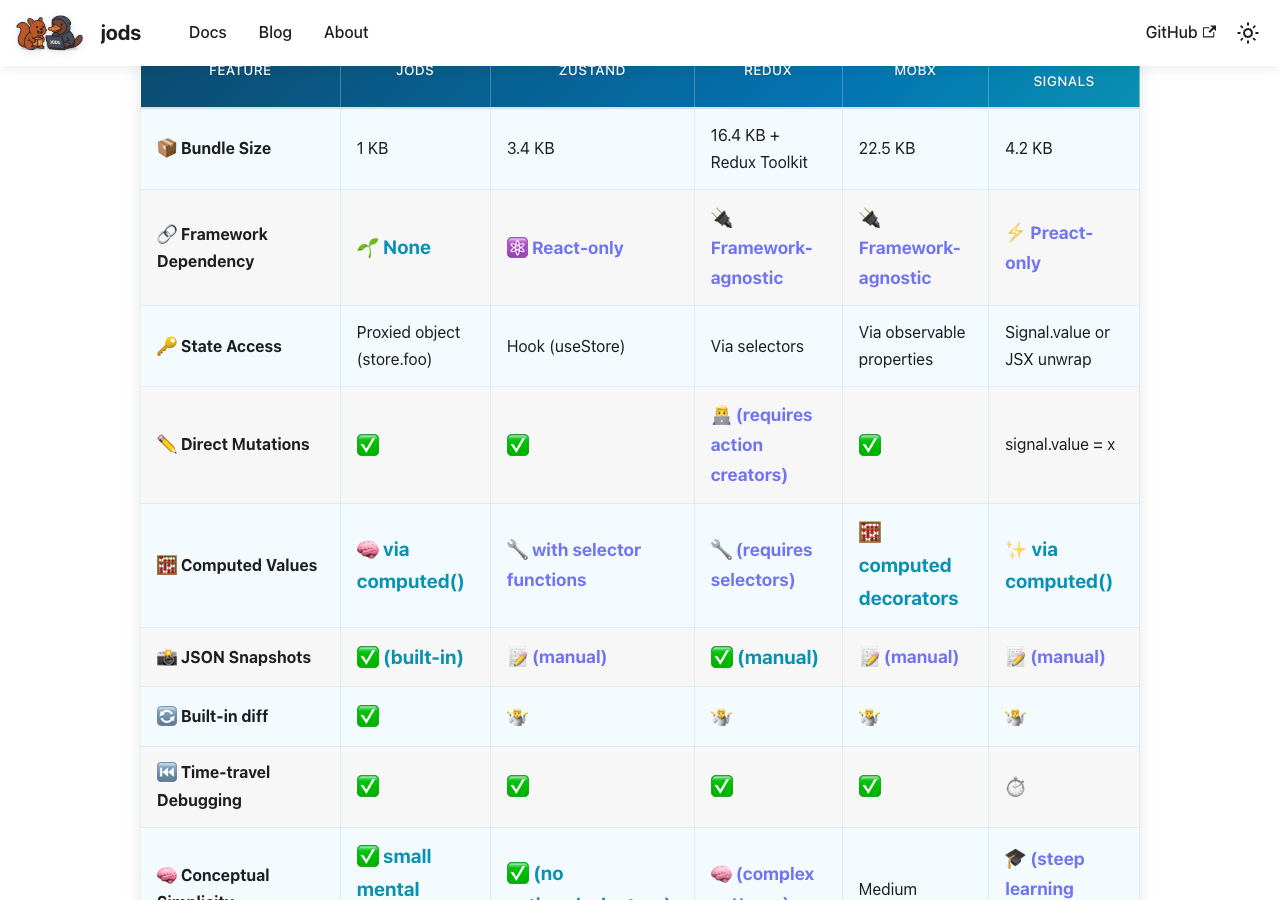 jods
Docs
Blog
About
GitHub
FEATURE
JODS
ZUSTAND
REDUX
MOBX
SIGNALS
📦 Bundle Size
1 KB
3.4 KB
16.4 KB +
Redux Toolkit
22.5 KB
4.2 KB
🔗 Framework
Dependency
🌱 None
⚛️ React-only
🔌
Framework-
agnostic
🔌
Framework-
agnostic
⚡ Preact-
only
🔑 State Access
Proxied object
(store.foo)
Hook (useStore)
Via selectors
Via observable
properties
Signal.value or
JSX unwrap
✏️ Direct Mutations
✅
✅
👨‍💻 (requires
action
creators)
✅
signal.value = x
🧮 Computed Values
🧠 via
computed()
🔧 with selector
functions
🔧 (requires
selectors)
🧮
computed
decorators
✨ via
computed()
📸 JSON Snapshots
✅ (built-in)
📝 (manual)
✅ (manual)
📝 (manual)
📝 (manual)
🔄 Built-in diff
✅
🤷
🤷
🤷
🤷
⏮️ Time-travel
Debugging
✅
✅
✅
✅
⏱️
🧠 Conceptual
✅ small
mental
✅ (no
🧠 (complex
Medium
🎓 (steep
learning